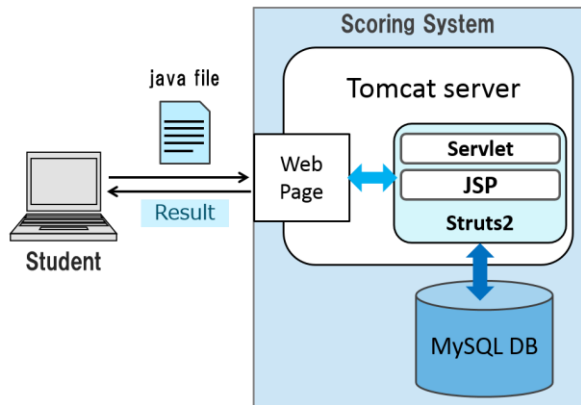 Scoring System
java file
Tomcat server
Web
Page
Servlet
JSP
Struts2
Result
Student
MySQL DB